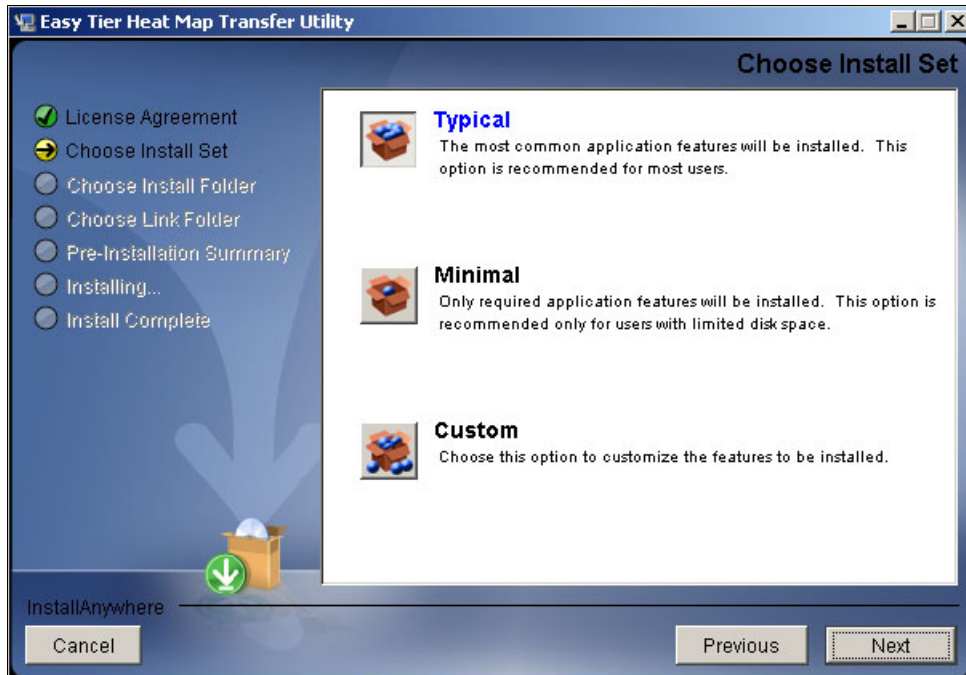 Easy Tier Heat Map Transfer Utility
Choose Install Set
License Agreement
Choose Install Set
Choose Install Folder
Choose Link Folder
Pre-Installation Summary
Installing...
Install Complete
Typical
The most common application features will be installed. This
option is recommended for most users.
Minimal
Only required application features will be installed. This option is
recommended only for users with limited disk space.
Custom
Choose this option to customize the features to be installed.
InstallAnywhere
Cancel
Previous
Next